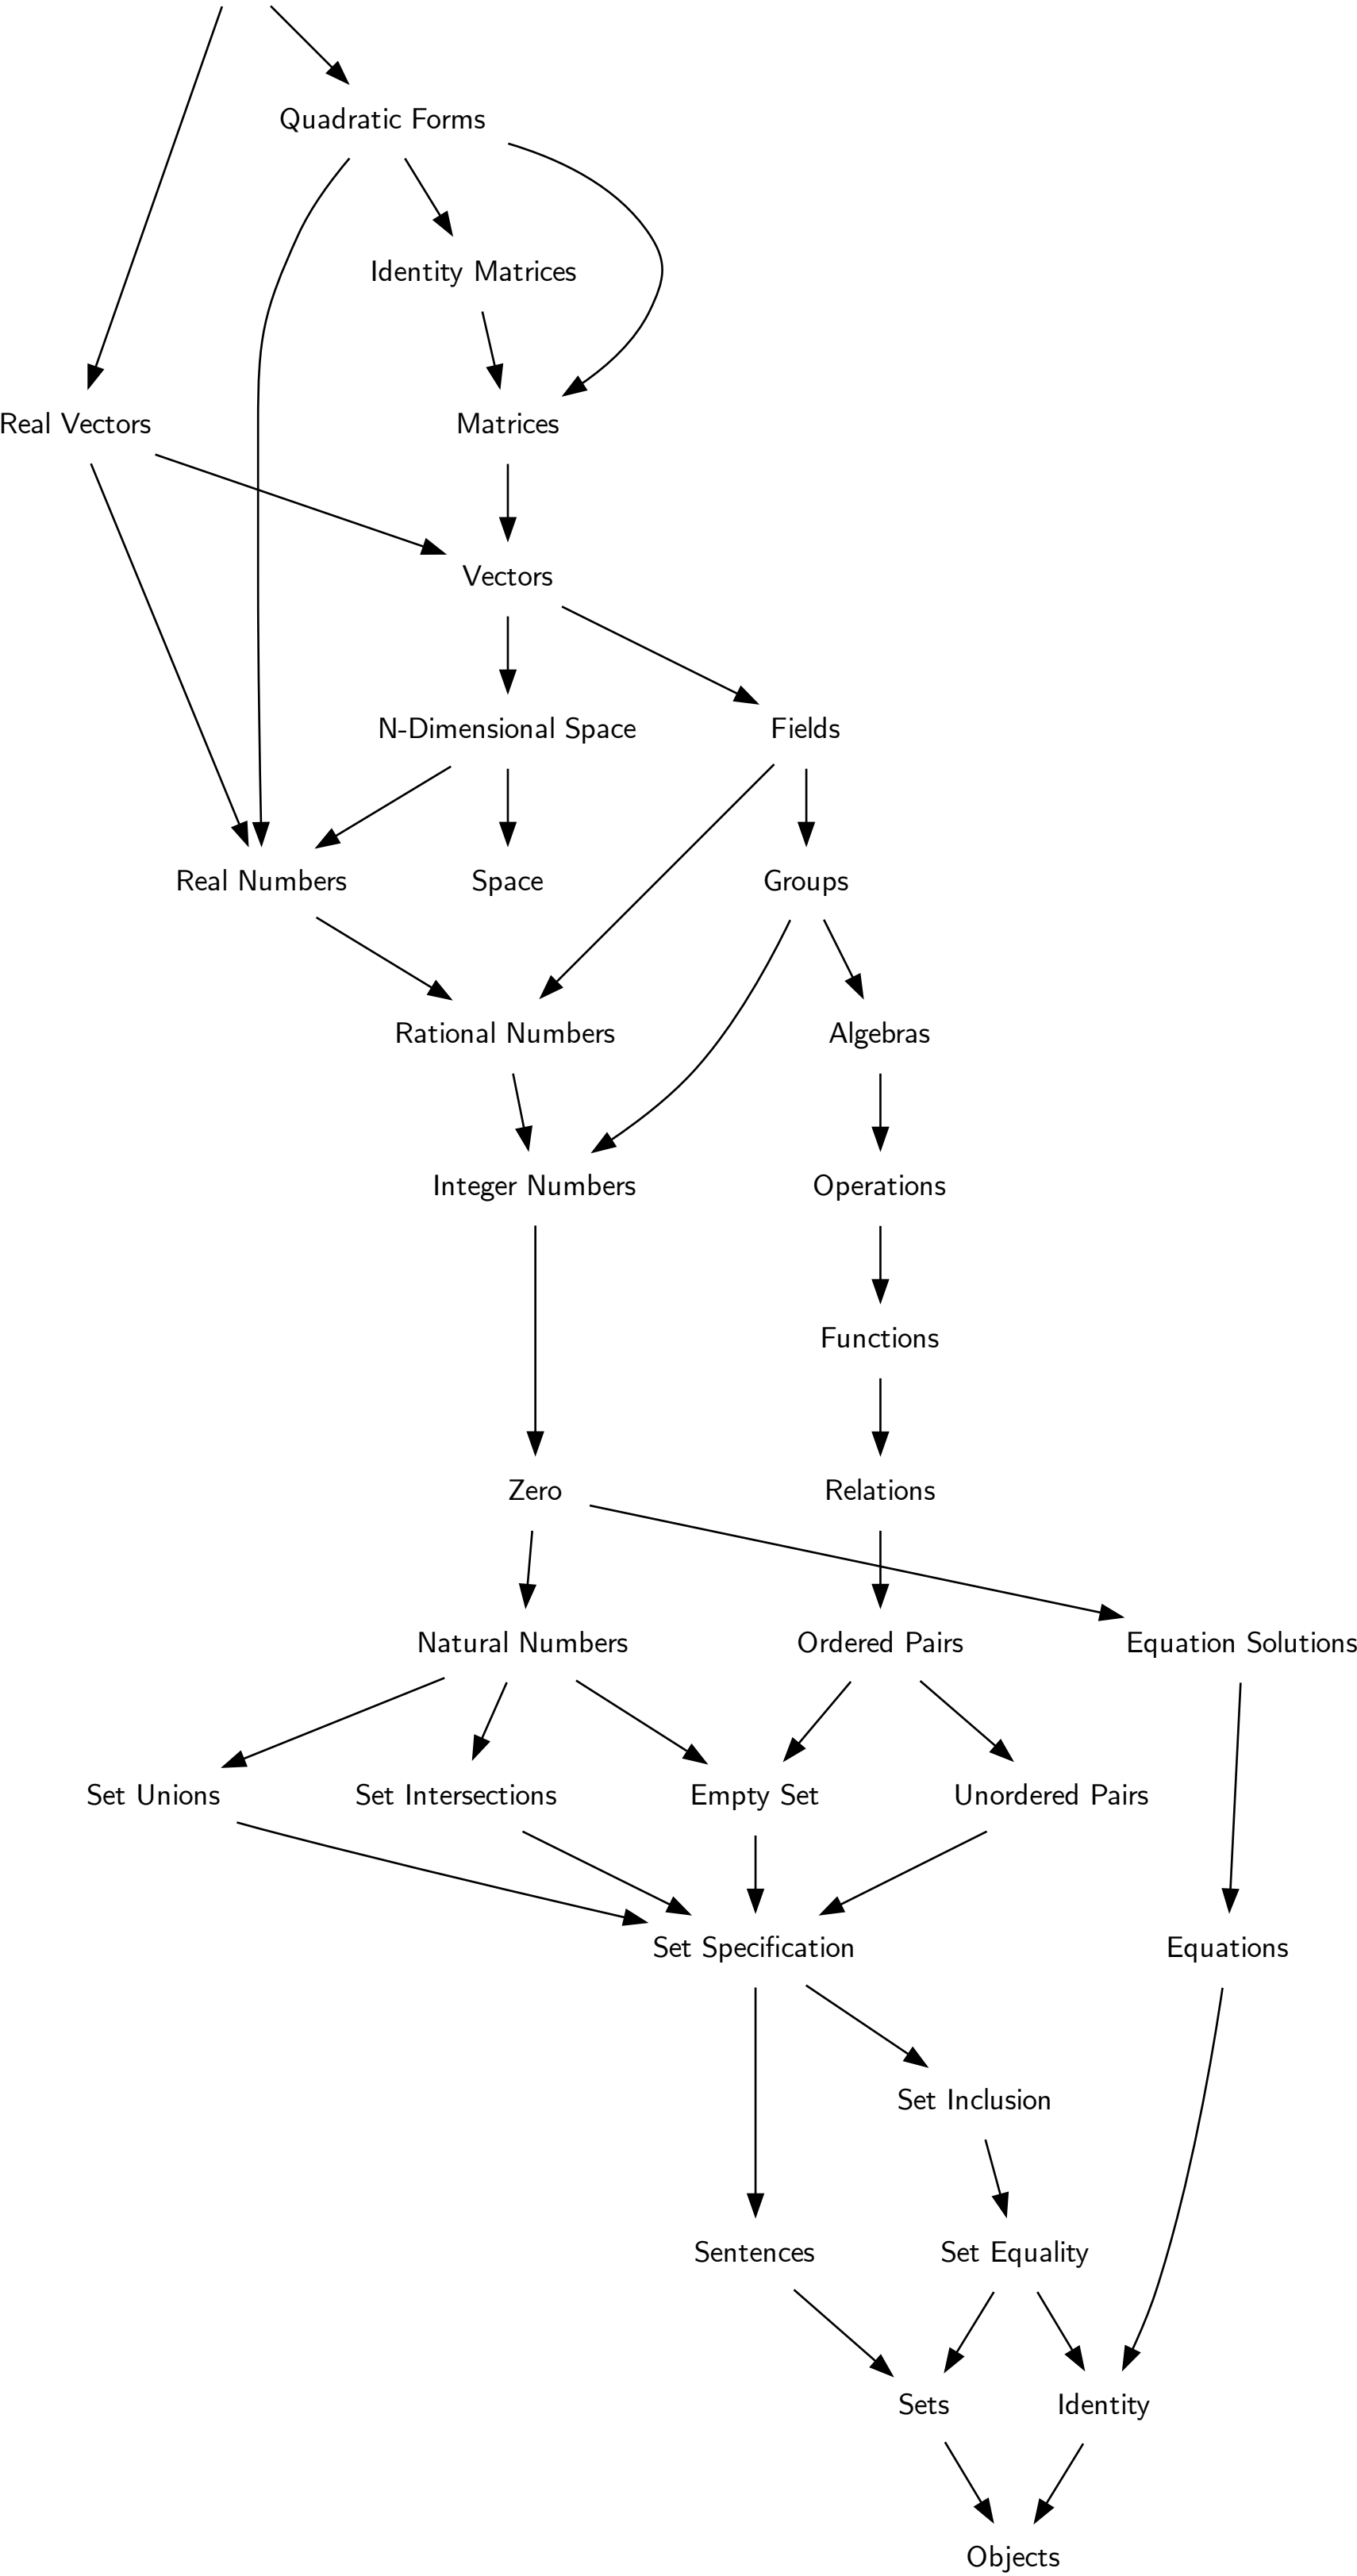 Quadratic Forms
Identity Matrices
Real Vectors
Matrices
Vectors
N-Dimensional Space
Fields
Real Numbers
Space
Groups
Rational Numbers
Algebras
Integer Numbers
Operations
Functions
Zero
Relations
Natural Numbers
Ordered Pairs
Equation Solutions
Set Unions
Set Intersections
Empty Set
Unordered Pairs
Set Specification
Equations
Set Inclusion
Sentences
Set Equality
Sets
Identity
Objects